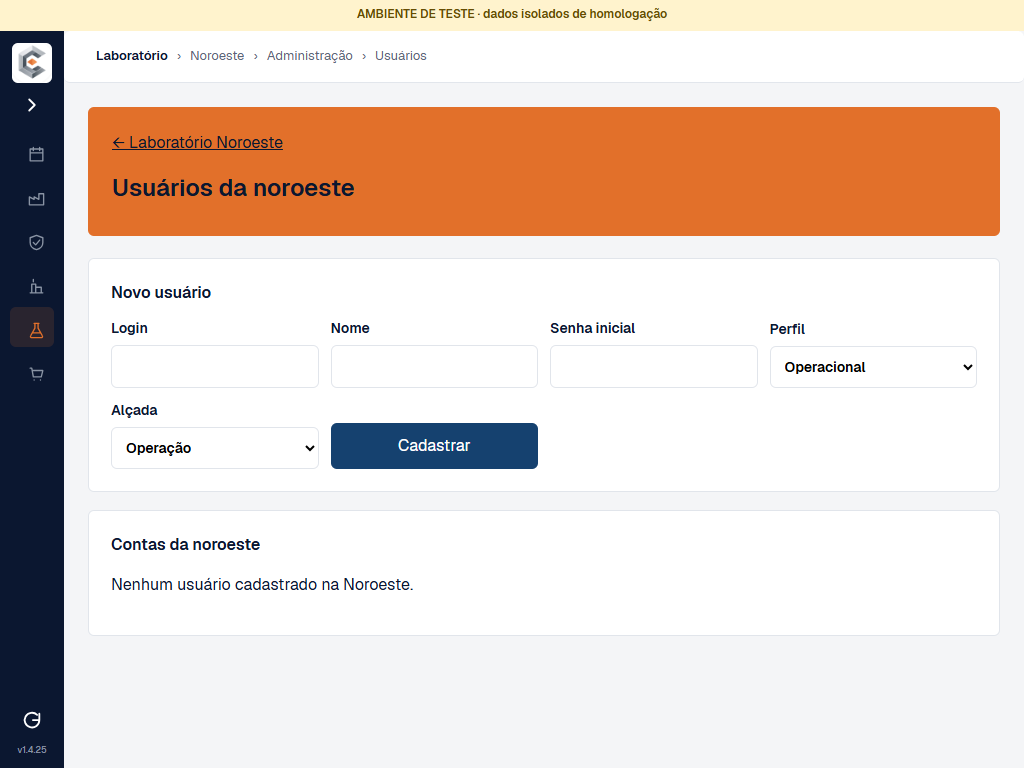 AMBIENTE DE TESTE · dados isolados de homologação
Laboratório › Noroeste › Administração › Usuários
← Laboratório Noroeste
Usuários da noroeste
Novo usuário
Login
Nome
Senha inicial
Perfil
Operacional
Alçada
Operação
Cadastrar
Contas da noroeste
Nenhum usuário cadastrado na Noroeste.
v1.4.25